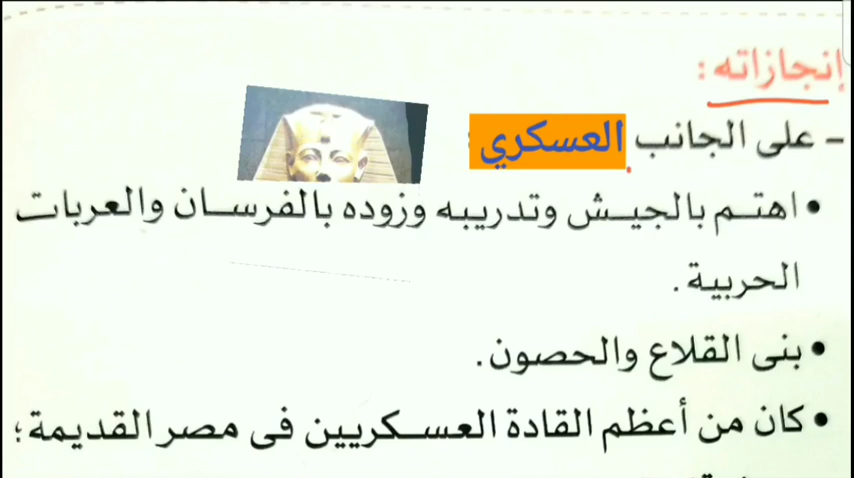 إنجازاته :
- على الجانب العسكري :
• اهتم بالجيش وتدريبه وزوده بالفرسان والعربات
الحربية .
• بنى القلاع والحصون .
• كان من أعظم القادة العسكريين فى مصر القديمة ؛